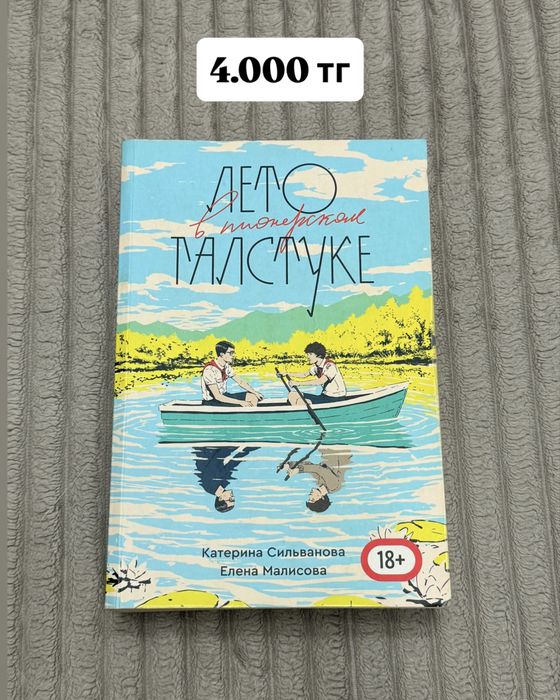 4.000 тг
ЛЕТО
в пионерском
ГАЛСТУКЕ
Катерина Сильванова
Елена Малисова
18+